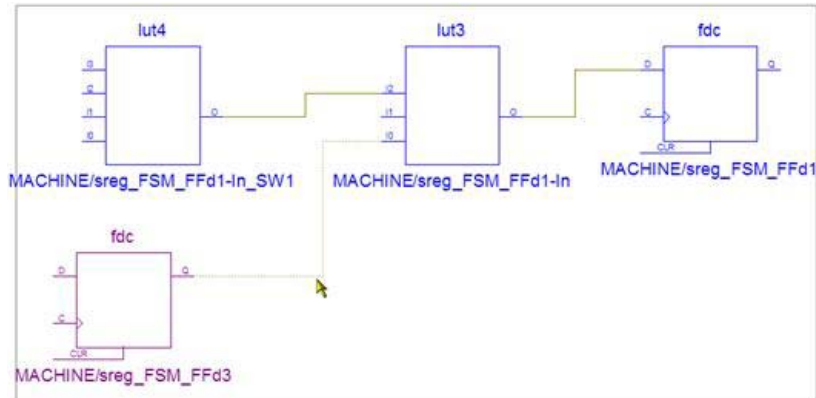 lut4
lut3
fdc
I3
I2
I1
I0
O
I2
I1
I0
O
D
Q
C
CLR
MACHINE/sreg_FSM_FFd1-In_SW1
MACHINE/sreg_FSM_FFd1-In
MACHINE/sreg_FSM_FFd1
fdc
D
Q
C
CLR
MACHINE/sreg_FSM_FFd3